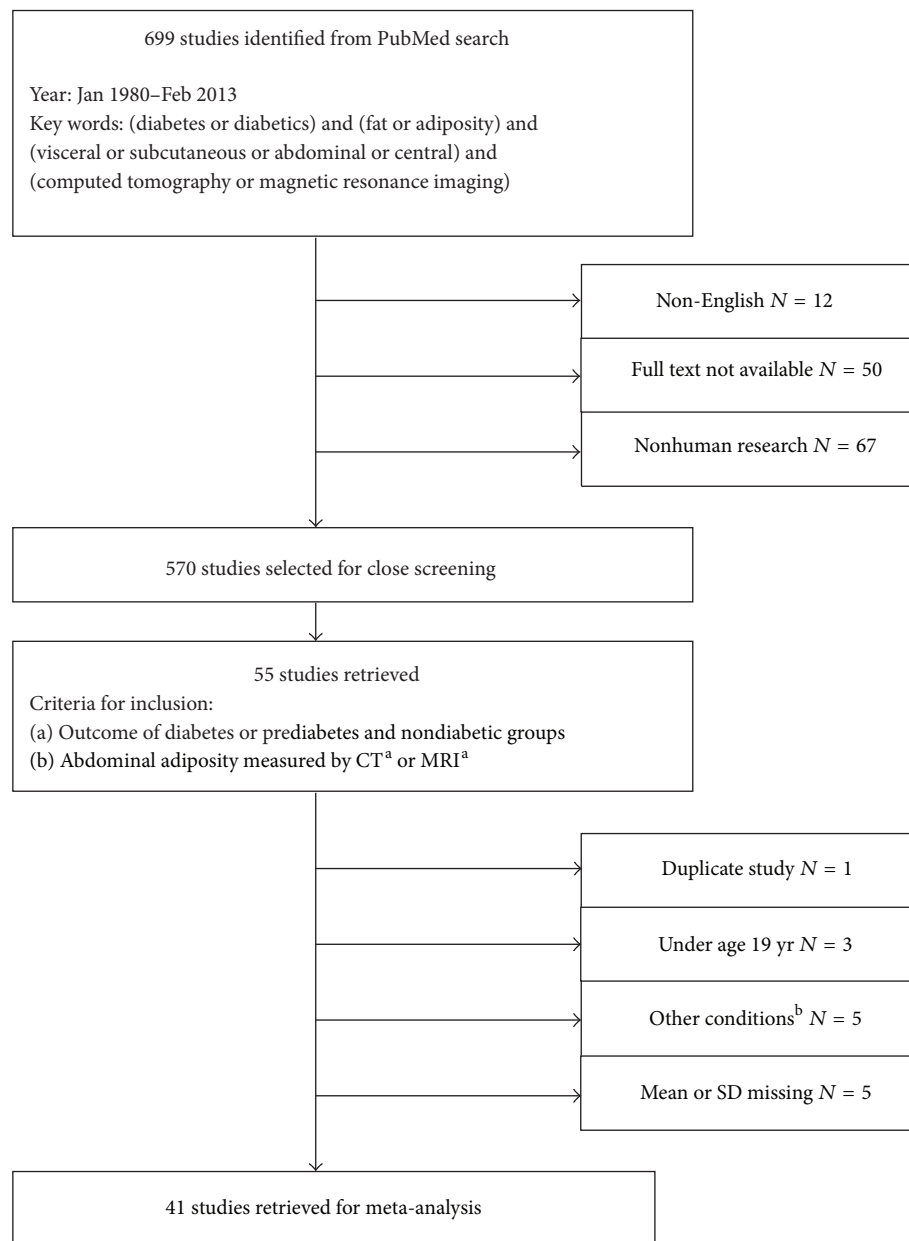 699 studies identified from PubMed search
Year: Jan 1980–Feb 2013
Key words: (diabetes or diabetics) and (fat or adiposity) and
(visceral or subcutaneous or abdominal or central) and
(computed tomography or magnetic resonance imaging)
Non-English N = 12
Full text not available N = 50
Nonhuman research N = 67
570 studies selected for close screening
55 studies retrieved
Criteria for inclusion:
(a) Outcome of diabetes or prediabetes and nondiabetic groups
(b) Abdominal adiposity measured by CTᵃ or MRIᵃ
Duplicate study N = 1
Under age 19 yr N = 3
Other conditionsᵇ N = 5
Mean or SD missing N = 5
41 studies retrieved for meta-analysis